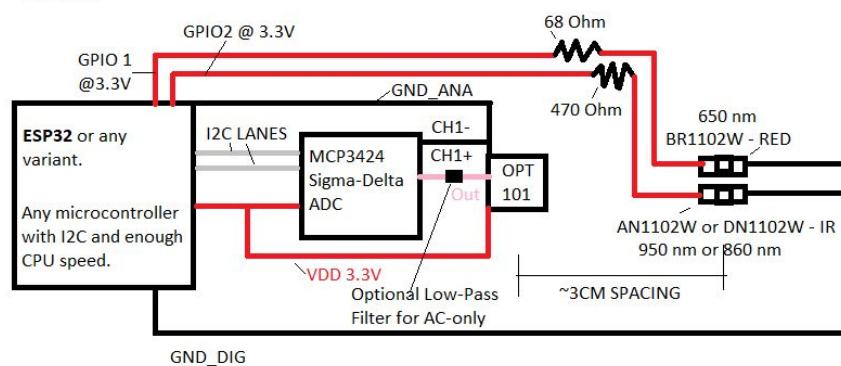 68 Ohm
GPIO2 @ 3.3V
GPIO 1
@3.3V
GND_ANA
470 Ohm
650 nm
BR1102W - RED
ESP32 or any
variant.
Any microcontroller
with I2C and enough
CPU speed.
I2C LANES
MCP3424
Sigma-Delta
ADC
CH1-
CH1+
Out
OPT
101
AN1102W or DN1102W - IR
950 nm or 860 nm
VDD 3.3V
Optional Low-Pass
Filter for AC-only
~3CM SPACING
GND_DIG